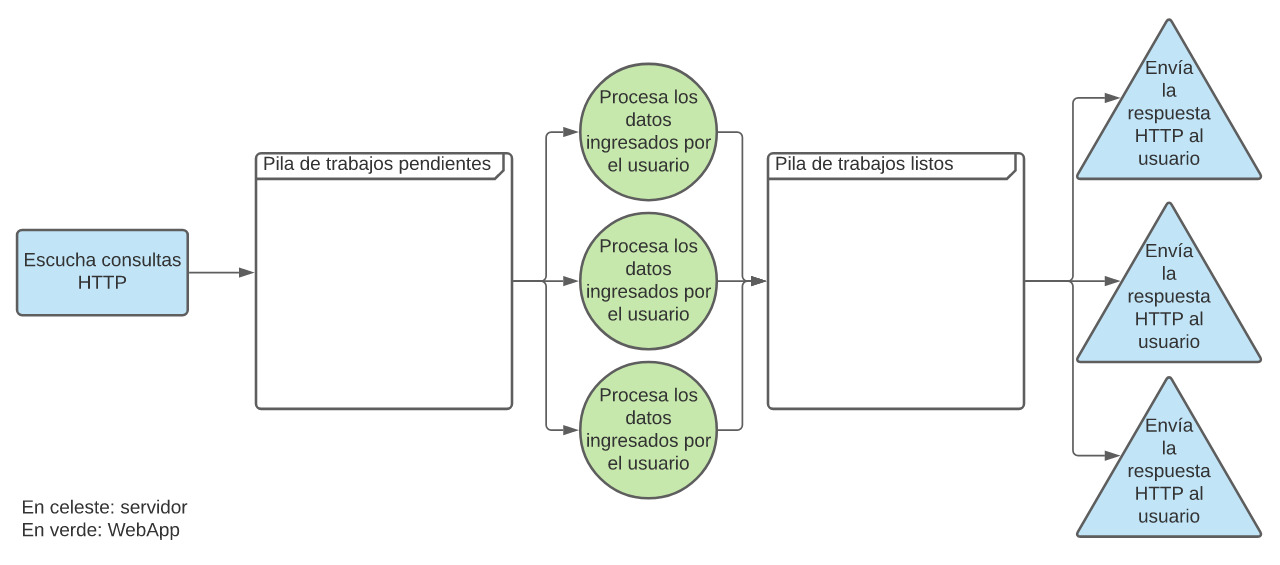 Escucha consultas
HTTP
Pila de trabajos pendientes
Procesa los
datos
ingresados por
el usuario
Procesa los
datos
ingresados por
el usuario
Procesa los
datos
ingresados por
el usuario
Pila de trabajos listos
Envía
la
respuesta
HTTP al
usuario
Envía
la
respuesta
HTTP al
usuario
Envía
la
respuesta
HTTP al
usuario
En celeste: servidor
En verde: WebApp